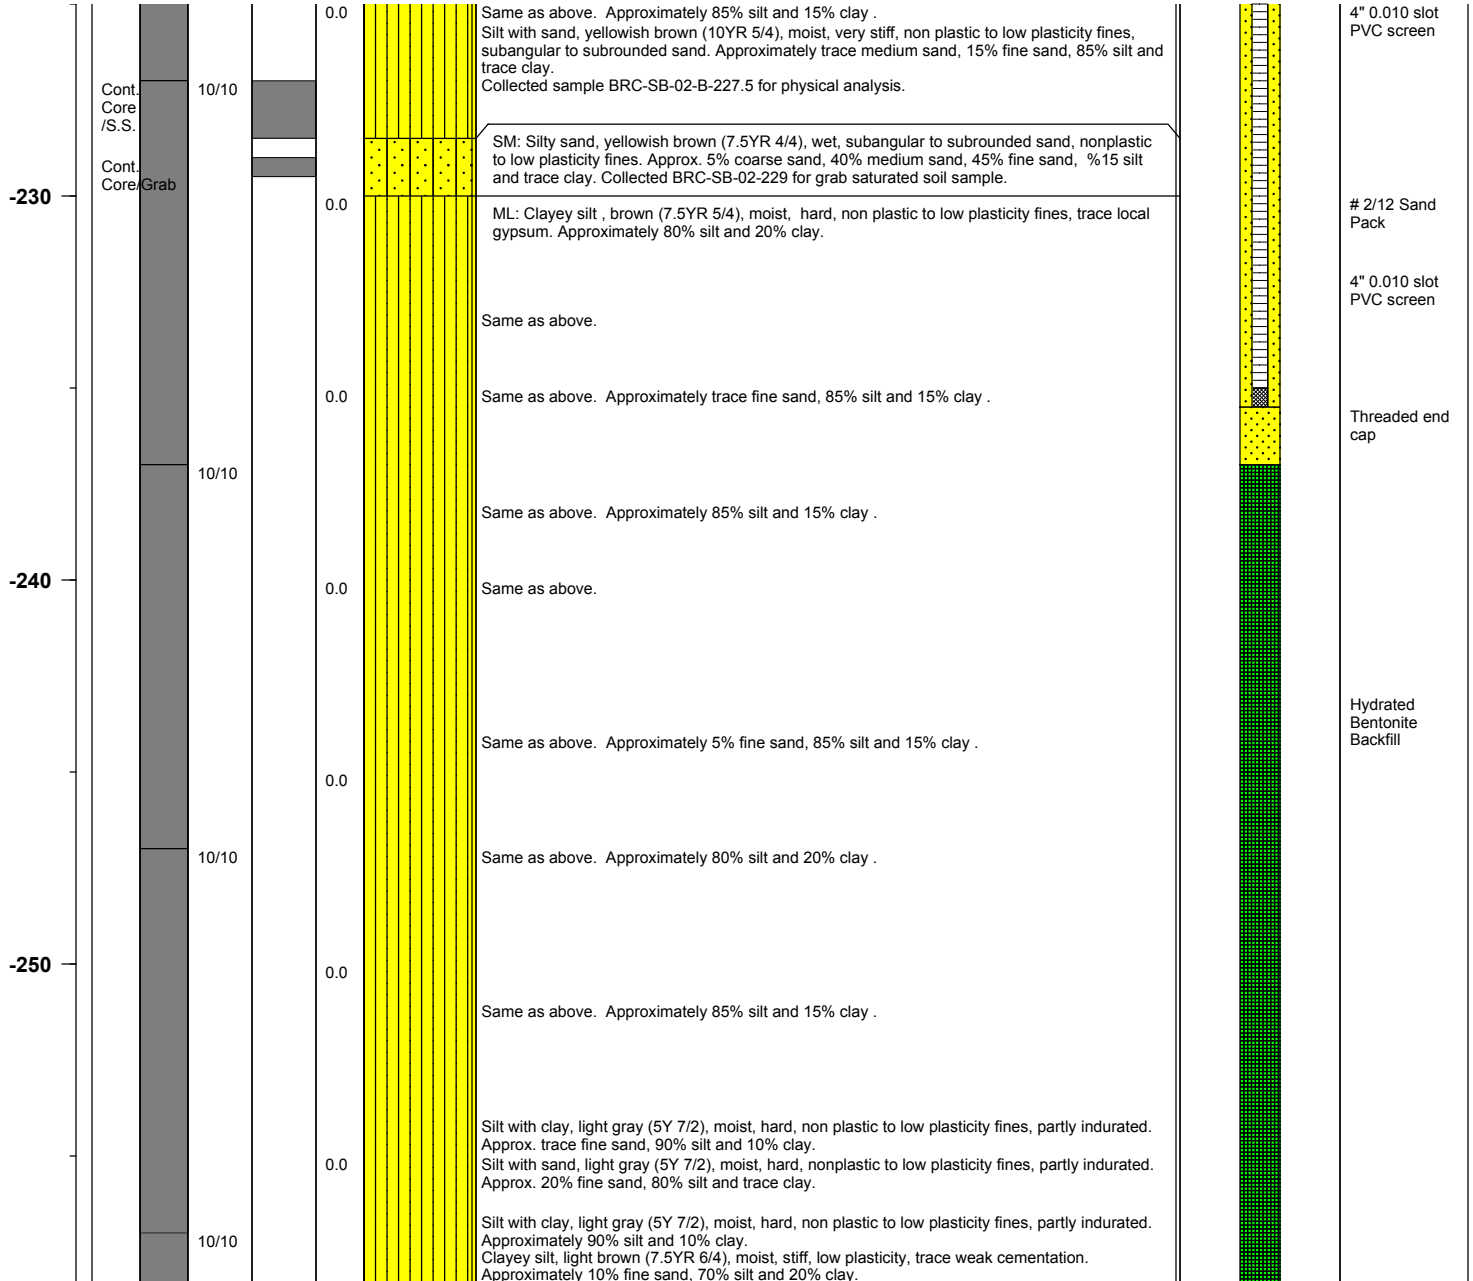 0.0
Same as above.  Approximately 85% silt and 15% clay .
4" 0.010 slot
PVC screen
Silt with sand, yellowish brown (10YR 5/4), moist, very stiff, non plastic to low plasticity fines,
subangular to subrounded sand. Approximately trace medium sand, 15% fine sand, 85% silt and
trace clay.
Collected sample BRC-SB-02-B-227.5 for physical analysis.
Cont.
Core
/S.S.
10/10
SM: Silty sand, yellowish brown (7.5YR 4/4), wet, subangular to subrounded sand, nonplastic
to low plasticity fines. Approx. 5% coarse sand, 40% medium sand, 45% fine sand,  %15 silt
and trace clay. Collected BRC-SB-02-229 for grab saturated soil sample.
Cont.
Core/Grab
-230
0.0
# 2/12 Sand
Pack
ML: Clayey silt , brown (7.5YR 5/4), moist,  hard, non plastic to low plasticity fines, trace local
gypsum. Approximately 80% silt and 20% clay.
4" 0.010 slot
PVC screen
Same as above.
0.0
Same as above.  Approximately trace fine sand, 85% silt and 15% clay .
Threaded end
cap
10/10
Same as above.  Approximately 85% silt and 15% clay .
-240
0.0
Same as above.
Hydrated
Bentonite
Backfill
Same as above.  Approximately 5% fine sand, 85% silt and 15% clay .
0.0
10/10
Same as above.  Approximately 80% silt and 20% clay .
-250
0.0
Same as above.  Approximately 85% silt and 15% clay .
Silt with clay, light gray (5Y 7/2), moist, hard, non plastic to low plasticity fines, partly indurated.
Approx. trace fine sand, 90% silt and 10% clay.
0.0
Silt with sand, light gray (5Y 7/2), moist, hard, nonplastic to low plasticity fines, partly indurated.
Approx. 20% fine sand, 80% silt and trace clay.
Silt with clay, light gray (5Y 7/2), moist, hard, non plastic to low plasticity fines, partly indurated.
Approximately 90% silt and 10% clay.
10/10
Clayey silt, light brown (7.5YR 6/4), moist, stiff, low plasticity, trace weak cementation.
Approximately 10% fine sand, 70% silt and 20% clay.